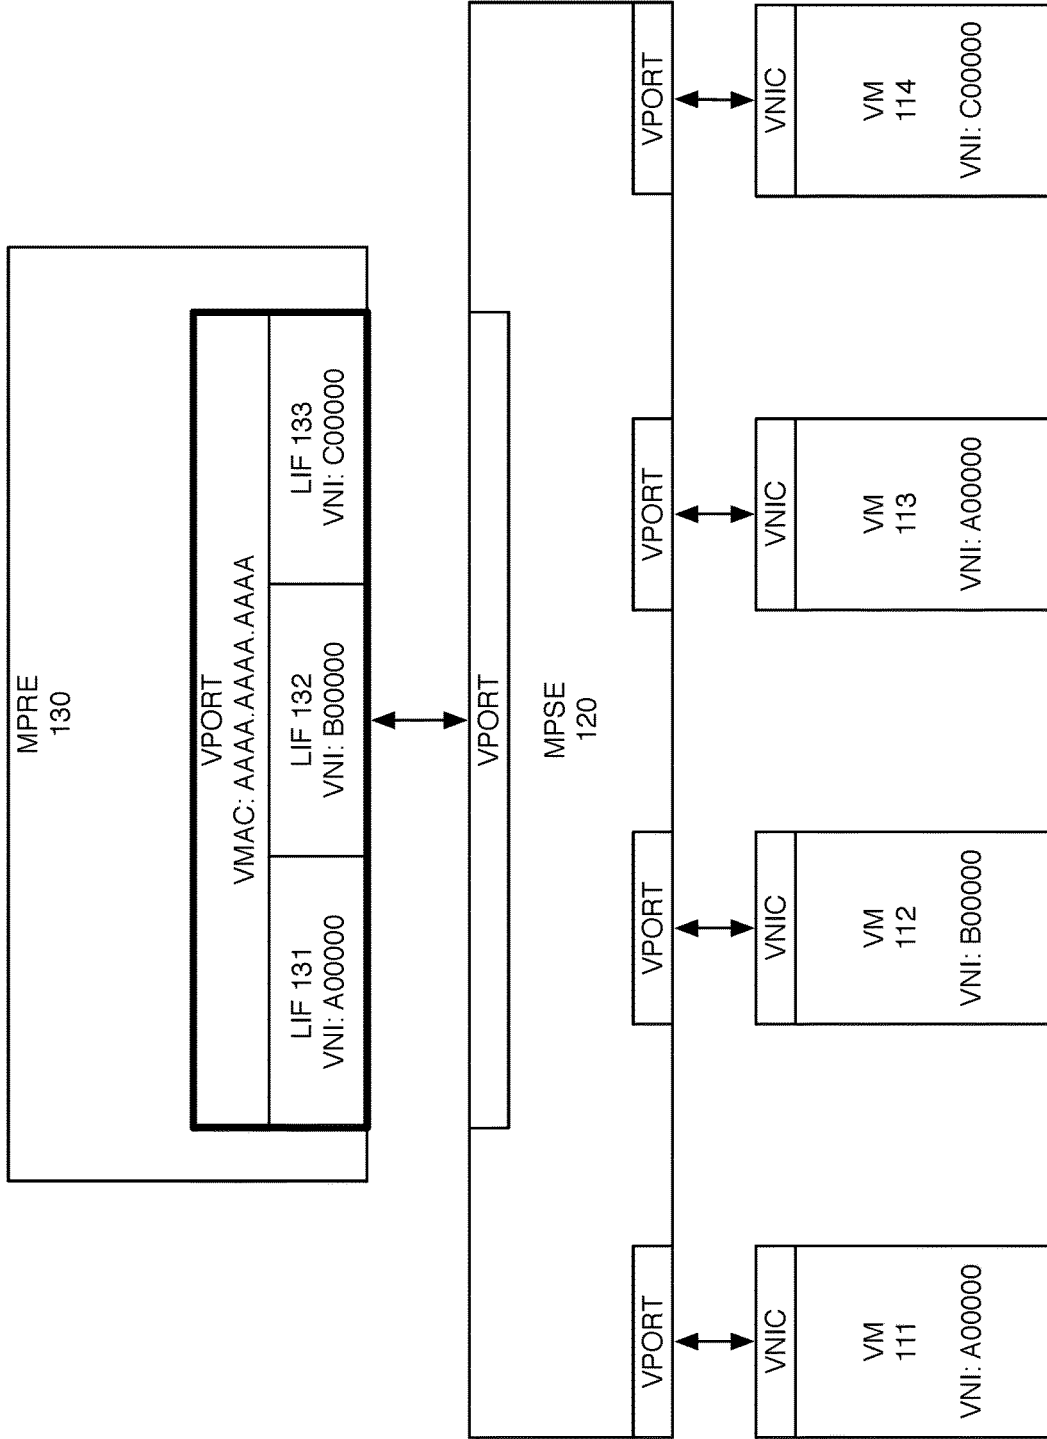 MPRE
130
VPORT
VMAC: AAAA.AAAA.AAAA
LIF 131
VNI: A00000
LIF 132
VNI: B00000
LIF 133
VNI: C00000
VPORT
MPSE
120
VPORT
VPORT
VPORT
VPORT
VNIC
VM
111
VNI: A00000
VNIC
VM
112
VNI: B00000
VNIC
VM
113
VNI: A00000
VNIC
VM
114
VNI: C00000